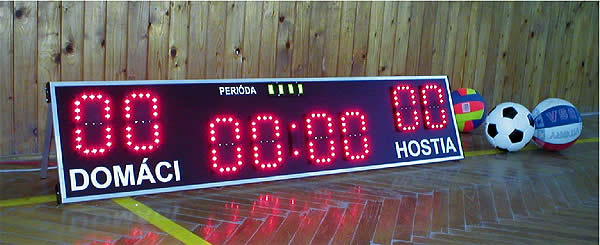 PERIÓDA
00 00:00 00
DOMÁCI HOSTIA